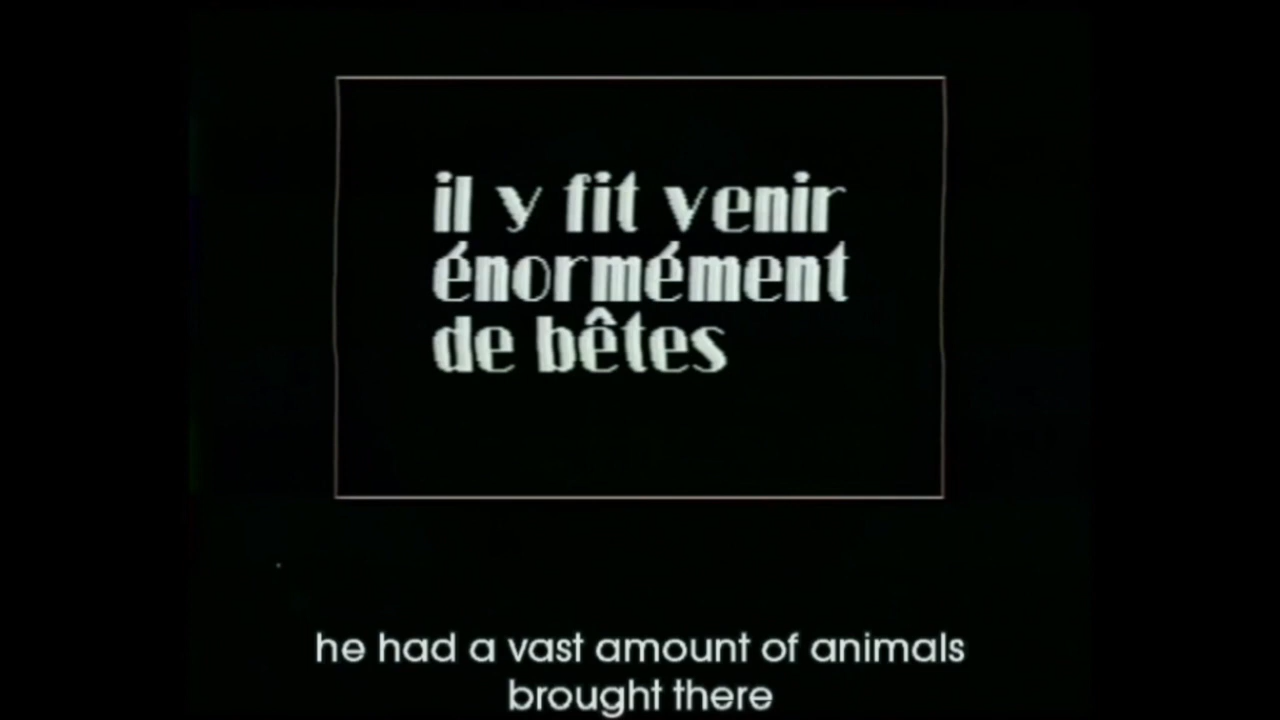 il y fit venir
énormément
de bêtes
he had a vast amount of animals
brought there